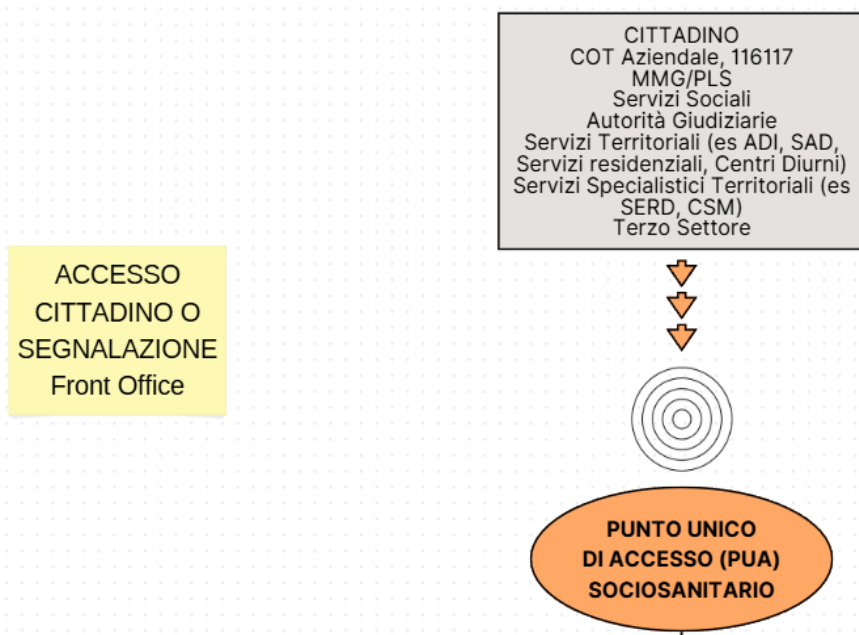 CITTADINO
COT Aziendale, 116117
MMG/PLS
Servizi Sociali
Autorità Giudiziarie
Servizi Territoriali (es ADI, SAD,
Servizi residenziali, Centri Diurni)
Servizi Specialistici Territoriali (es
SERD, CSM)
Terzo Settore
ACCESSO
CITTADINO O
SEGNALAZIONE
Front Office
PUNTO UNICO
DI ACCESSO (PUA)
SOCIOSANITARIO